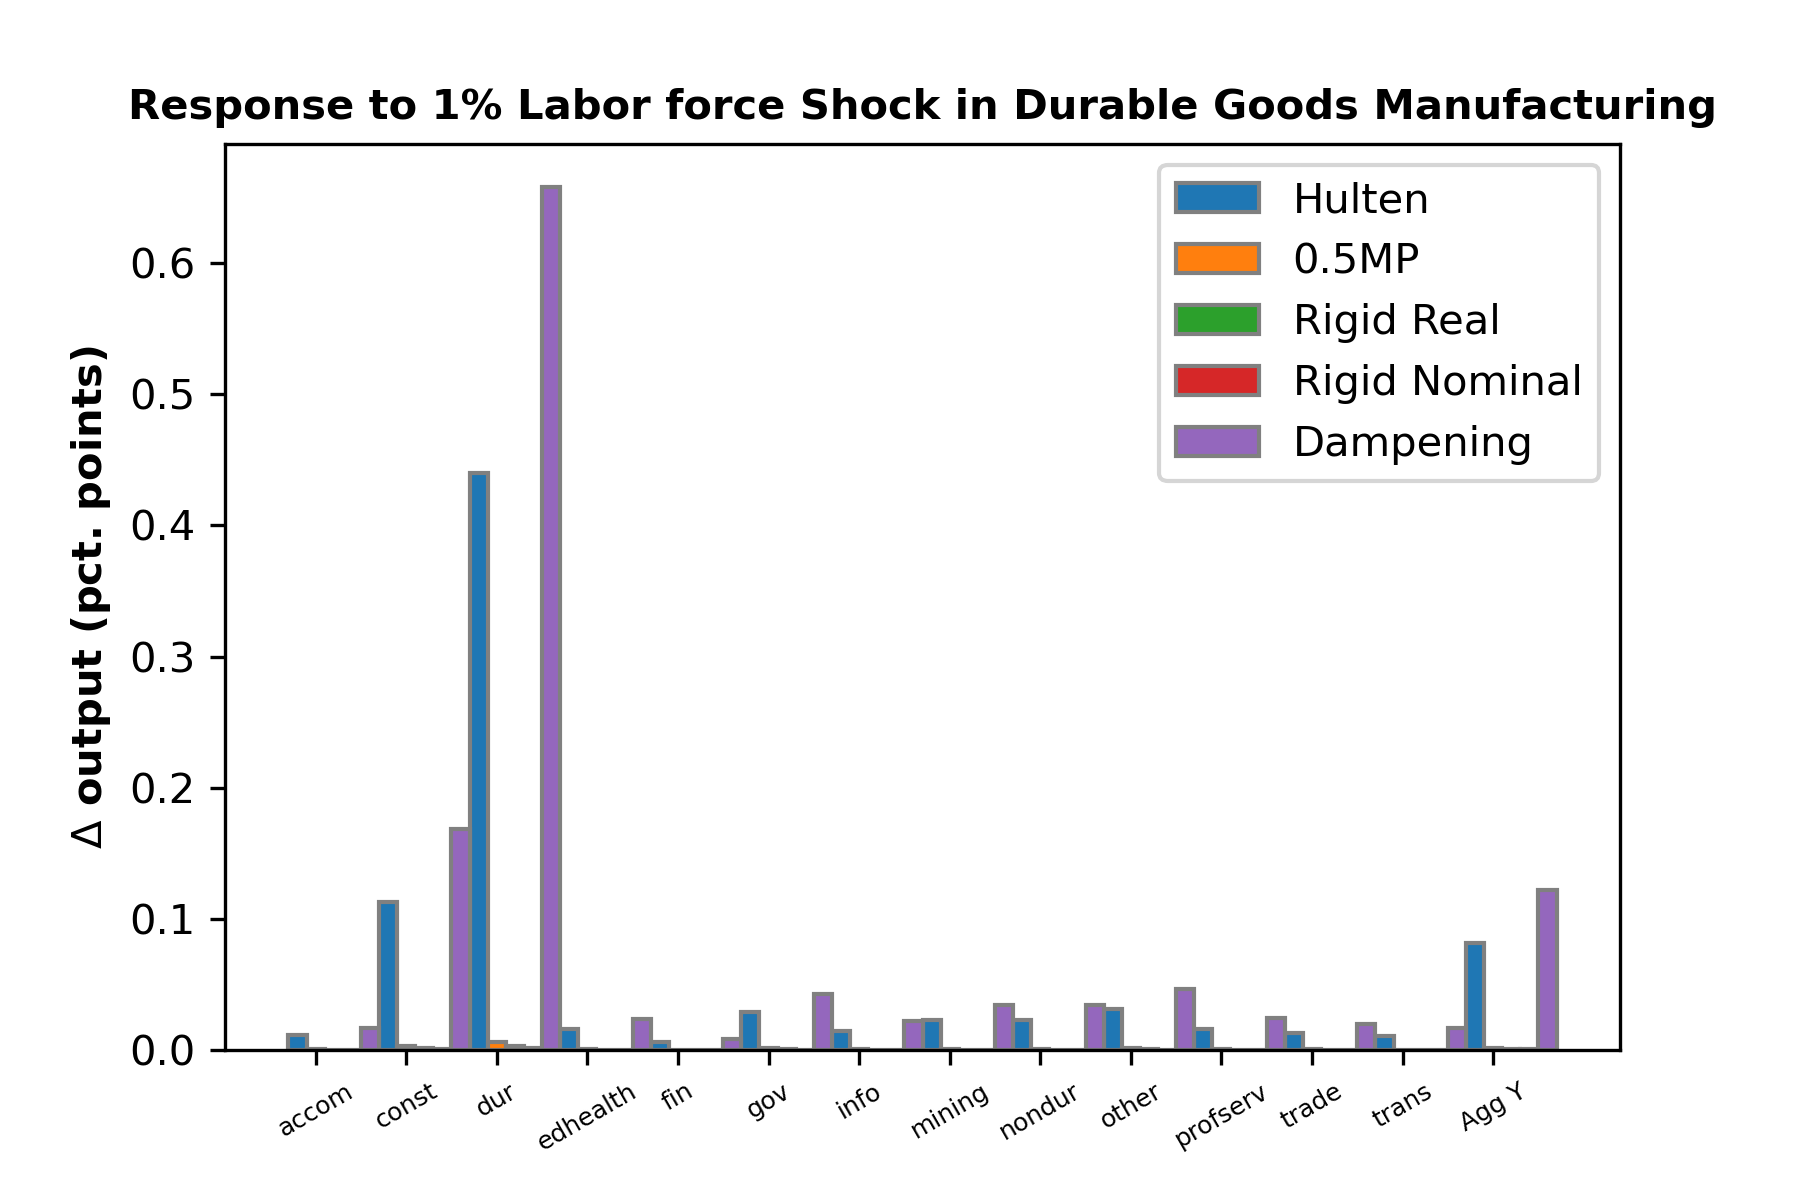 Response to 1% Labor force Shock in Durable Goods Manufacturing
Hulten
0.5MP
Rigid Real
Rigid Nominal
Dampening
Δ output (pct. points)
0.6
0.5
0.4
0.3
0.2
0.1
0.0
accom
const
dur
edhealth
fin
gov
info
mining
nondur
other
profserv
trade
trans
Agg Y